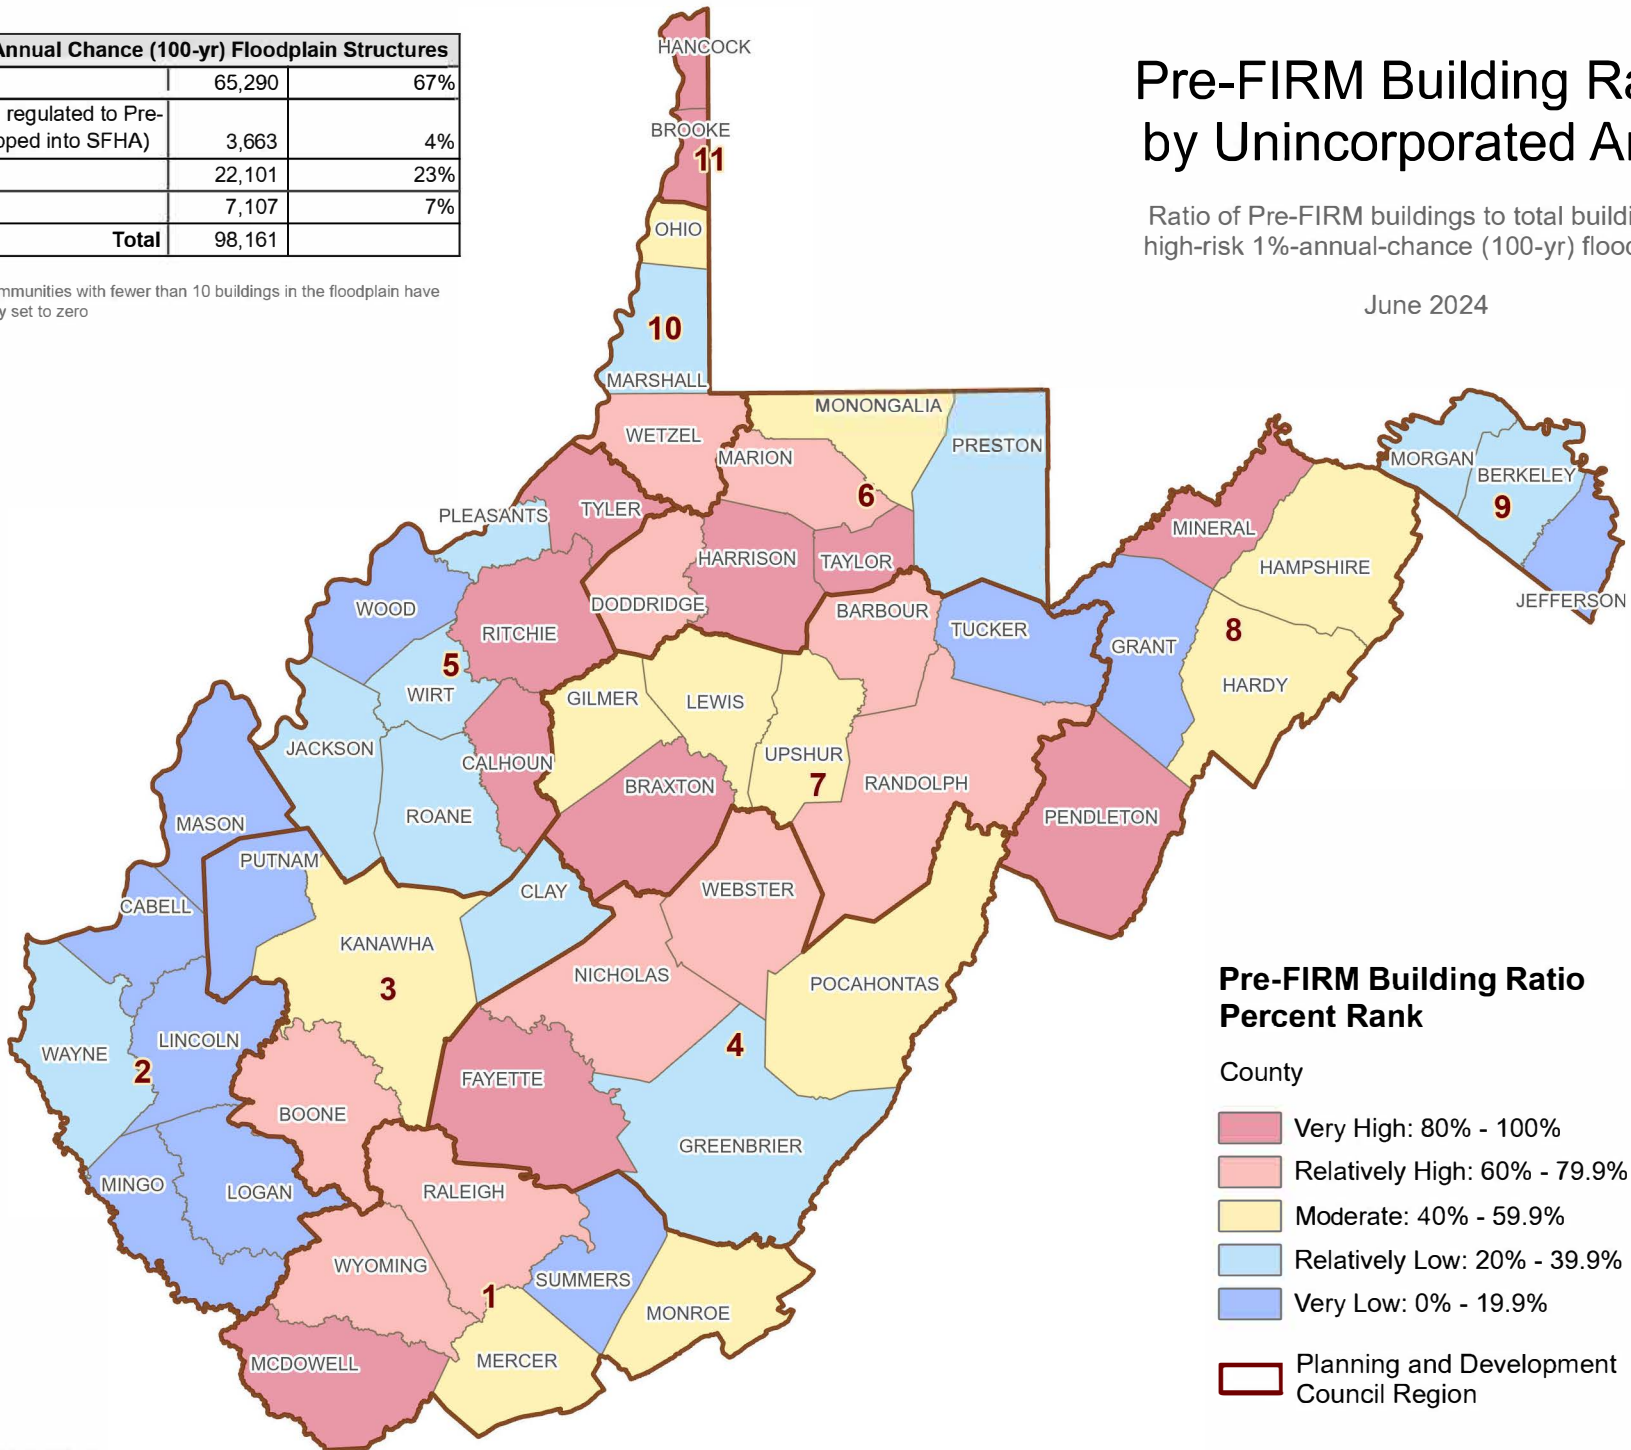 Annual Chance (100-yr) Floodplain Structures
65,290 67%
regulated to Pre-
pped into SFHA) 3,663 4%
22,101 23%
7,107 7%
Total 98,161
mmunities with fewer than 10 buildings in the floodplain have
y set to zero
Pre-FIRM Building Ra
by Unincorporated Ar
Ratio of Pre-FIRM buildings to total buildi
high-risk 1%-annual-chance (100-yr) flood
June 2024
HANCOCK
BROOKE
11
OHIO
10
MARSHALL
MONONGALIA
WETZEL
PRESTON
MARION
MORGAN
BERKELEY
6
9
TYLER
PLEASANTS
MINERAL
HARRISON
TAYLOR
HAMPSHIRE
JEFFERSON
DODDRIDGE
WOOD
BARBOUR
TUCKER
8
RITCHIE
GRANT
5
HARDY
WIRT
GILMER
LEWIS
JACKSON
UPSHUR
CALHOUN
7
RANDOLPH
BRAXTON
ROANE
PENDLETON
MASON
PUTNAM
CLAY
WEBSTER
CABELL
KANAWHA
NICHOLAS
POCAHONTAS
3
LINCOLN
4
WAYNE
2
FAYETTE
BOONE
GREENBRIER
MINGO
LOGAN
RALEIGH
WYOMING
SUMMERS
1
MONROE
MCDOWELL
MERCER
Pre-FIRM Building Ratio
Percent Rank
County
Very High: 80% - 100%
Relatively High: 60% - 79.9%
Moderate: 40% - 59.9%
Relatively Low: 20% - 39.9%
Very Low: 0% - 19.9%
Planning and Development
Council Region